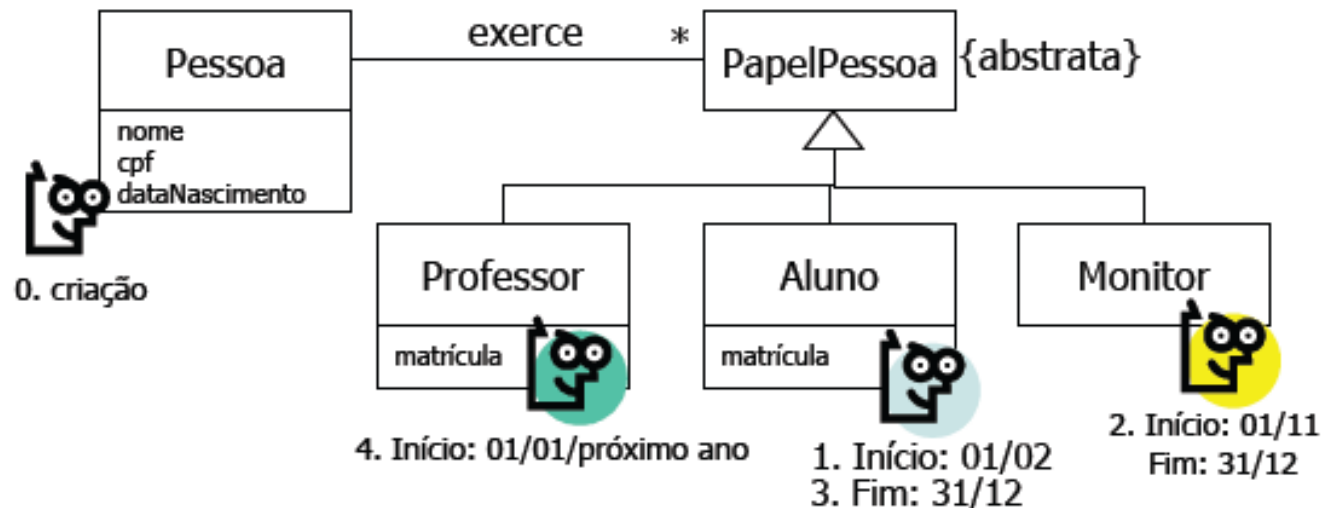 exerce
*
Pessoa
PapelPessoa
{abstrata}
nome
cpf
dataNascimento
0. criação
Professor
Aluno
Monitor
matrícula
matrícula
4. Início: 01/01/próximo ano
1. Início: 01/02
3. Fim: 31/12
2. Início: 01/11
Fim: 31/12